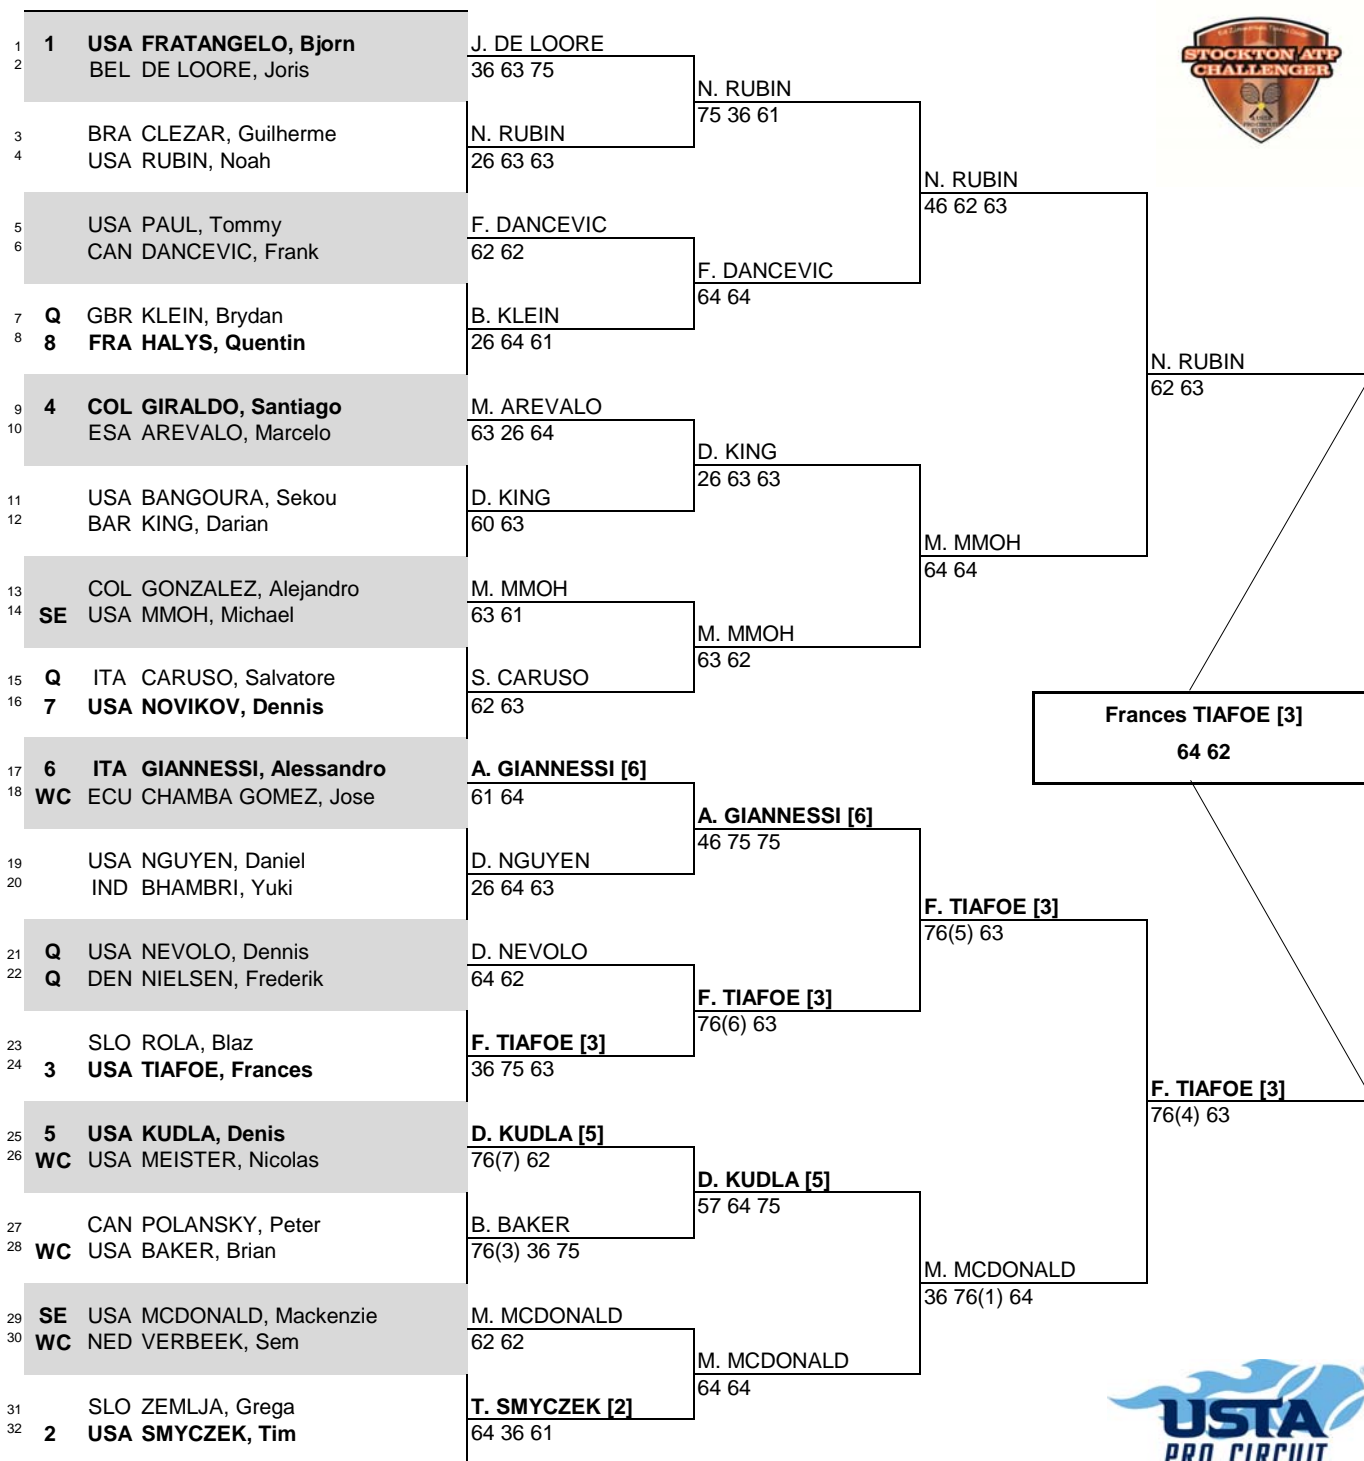 1 1 USA FRATANGELO, Bjorn
2 BEL DE LOORE, Joris
3 BRA CLEZAR, Guilherme
4 USA RUBIN, Noah
5 USA PAUL, Tommy
6 CAN DANCEVIC, Frank
7 Q GBR KLEIN, Brydan
8 8 FRA HALYS, Quentin
9 4 COL GIRALDO, Santiago
10 ESA AREVALO, Marcelo
11 USA BANGOURA, Sekou
12 BAR KING, Darian
13 COL GONZALEZ, Alejandro
14 SE USA MMOH, Michael
15 Q ITA CARUSO, Salvatore
16 7 USA NOVIKOV, Dennis
17 6 ITA GIANNESSI, Alessandro
18 WC ECU CHAMBA GOMEZ, Jose
19 USA NGUYEN, Daniel
20 IND BHAMBRI, Yuki
21 Q USA NEVOLO, Dennis
22 Q DEN NIELSEN, Frederik
23 SLO ROLA, Blaz
24 3 USA TIAFOE, Frances
25 5 USA KUDLA, Denis
26 WC USA MEISTER, Nicolas
27 CAN POLANSKY, Peter
28 WC USA BAKER, Brian
29 SE USA MCDONALD, Mackenzie
30 WC NED VERBEEK, Sem
31 SLO ZEMLJA, Grega
32 2 USA SMYCZEK, Tim
J. DE LOORE
36 63 75
N. RUBIN
26 63 63
F. DANCEVIC
62 62
B. KLEIN
26 64 61
M. AREVALO
63 26 64
D. KING
60 63
M. MMOH
63 61
S. CARUSO
62 63
A. GIANNESSI [6]
61 64
D. NGUYEN
26 64 63
D. NEVOLO
64 62
F. TIAFOE [3]
36 75 63
D. KUDLA [5]
76(7) 62
B. BAKER
76(3) 36 75
M. MCDONALD
62 62
T. SMYCZEK [2]
64 36 61
N. RUBIN
75 36 61
F. DANCEVIC
64 64
D. KING
26 63 63
M. MMOH
63 62
A. GIANNESSI [6]
46 75 75
F. TIAFOE [3]
76(6) 63
D. KUDLA [5]
57 64 75
M. MCDONALD
64 64
N. RUBIN
46 62 63
M. MMOH
64 64
F. TIAFOE [3]
76(5) 63
M. MCDONALD
36 76(1) 64
N. RUBIN
62 63
F. TIAFOE [3]
76(4) 63
Frances TIAFOE [3]
64 62
STOCKTON ATP
CHALLENGER
USTA
PRO CIRCUIT